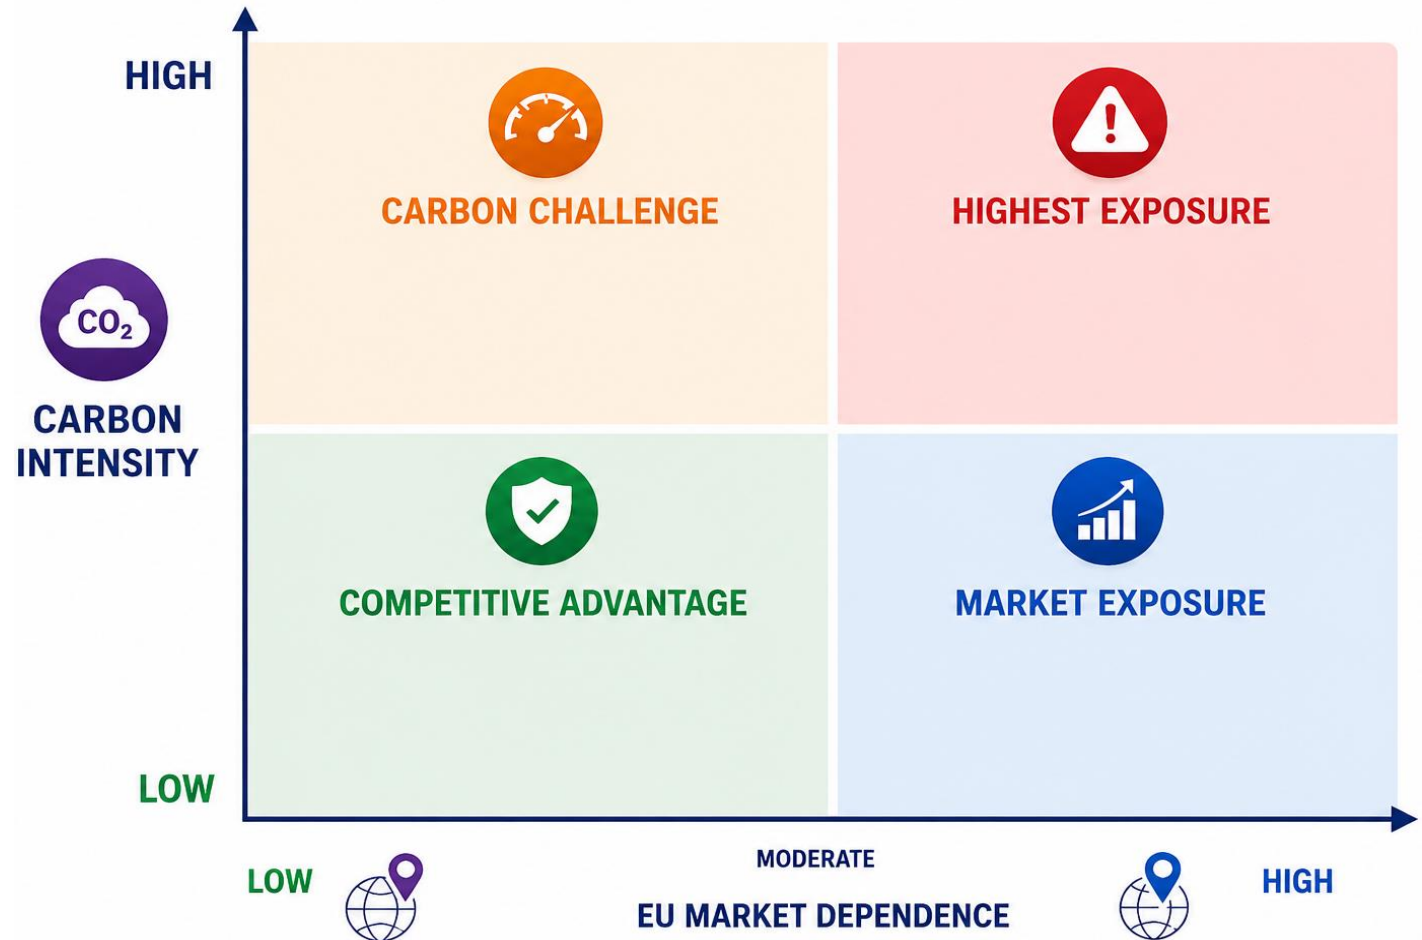 HIGH
CARBON CHALLENGE
HIGHEST EXPOSURE
CO₂
CARBON
INTENSITY
COMPETITIVE ADVANTAGE
MARKET EXPOSURE
LOW
LOW
MODERATE
HIGH
EU MARKET DEPENDENCE